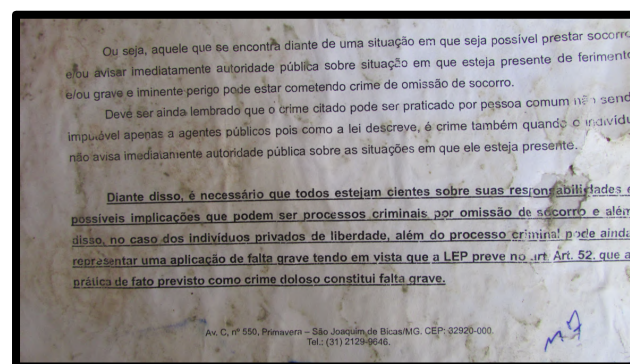 Ou seja, aquele que se encontra diante de uma situação em que seja possível prestar socorro
e/ou avisar imediatamente autoridade pública sobre situação em que esteja presente de feriment
e/ou grave e iminente perigo pode estar cometendo crime de omissão de socorro.
Deve ser ainda lembrado que o crime citado pode ser praticado por pessoa comum não send
imputável apenas a agentes públicos pois como a lei descreve, é crime também quando o indivídu
não avisa imediatamente autoridade pública sobre as situações em que ele esteja presente.
Diante disso, é necessário que todos estejam cientes sobre suas responsabilidades e
possíveis implicações que podem ser processos criminais por omissão de socorro e além
disso, no caso dos indivíduos privados de liberdade, além do processo criminal pode ainda
representar uma aplicação de falta grave tendo em vista que a LEP preve no art Art. 52. que a
prática de fato previsto como crime doloso constitui falta grave.
Av. C, nº 550, Primavera – São Joaquim de Bicas/MG. CEP: 32920-000.
Tel.: (31) 2129-9646.